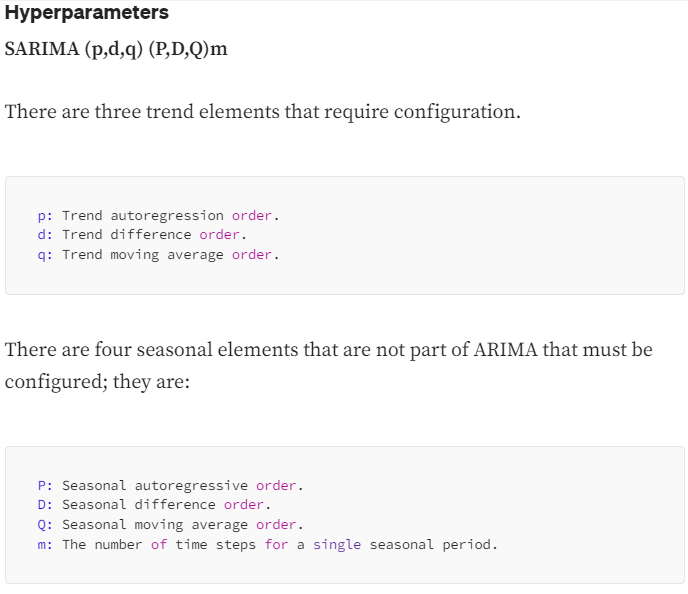 Hyperparameters
SARIMA (p,d,q) (P,D,Q)m
There are three trend elements that require configuration.
p: Trend autoregression order.
d: Trend difference order.
q: Trend moving average order.
There are four seasonal elements that are not part of ARIMA that must be
configured; they are:
P: Seasonal autoregressive order.
D: Seasonal difference order.
Q: Seasonal moving average order.
m: The number of time steps for a single seasonal period.